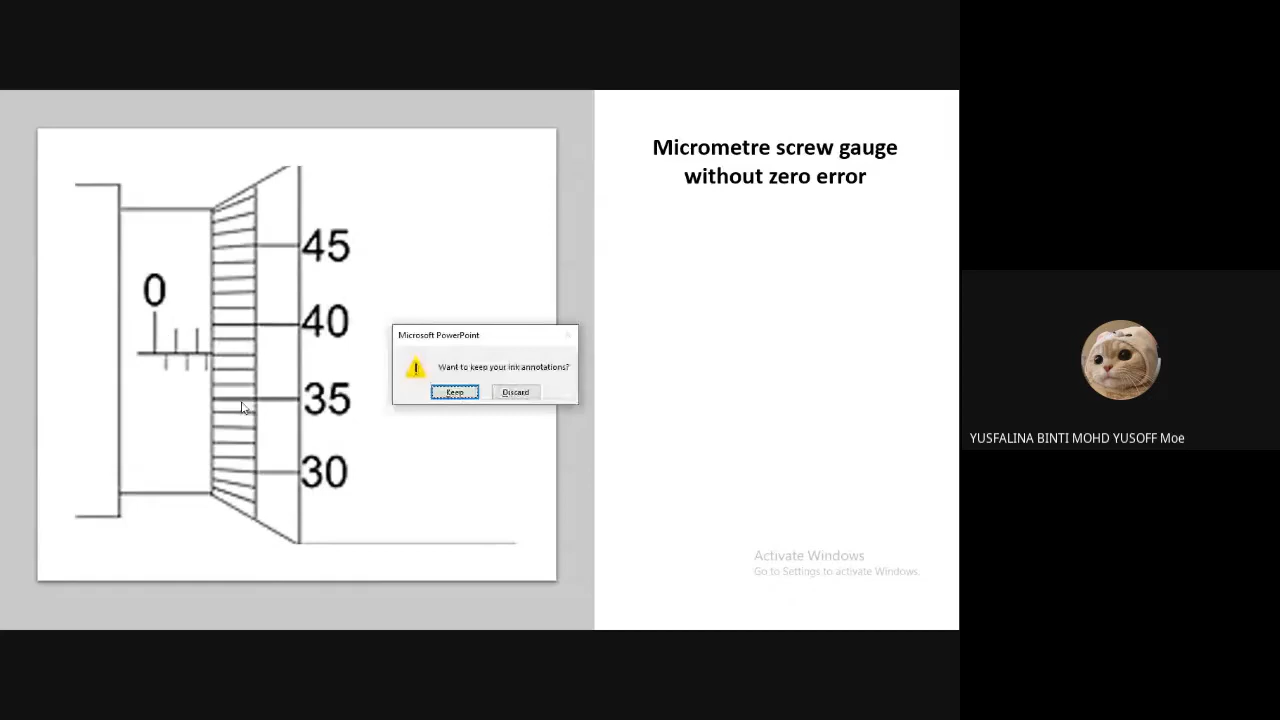 Micrometre screw gauge
without zero error
45
0
40
35
30
Microsoft PowerPoint
Want to keep your ink annotations?
Keep
Discard
Activate Windows
Go to Settings to activate Windows.
YUSFALINA BINTI MOHD YUSOFF Moe